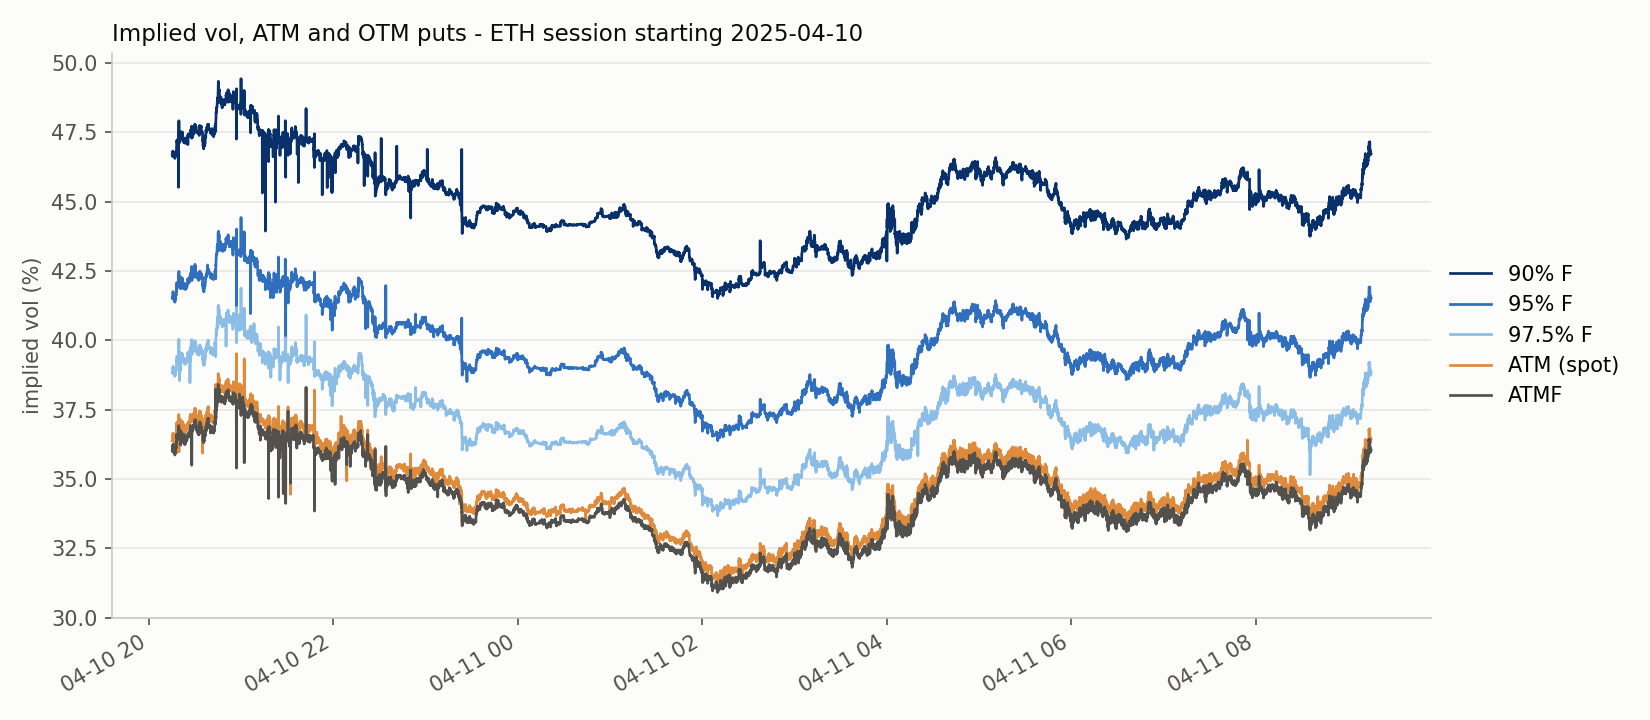 Implied vol, ATM and OTM puts - ETH session starting 2025-04-10
implied vol (%)
50.0
47.5
45.0
42.5
40.0
37.5
35.0
32.5
30.0
04-10 20
04-10 22
04-11 00
04-11 02
04-11 04
04-11 06
04-11 08
90% F
95% F
97.5% F
ATM (spot)
ATMF